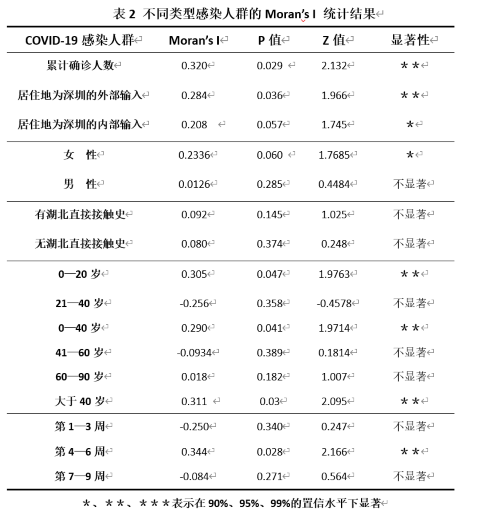 表 2 不同类型感染人群的 Moran's I 统计结果
COVID-19 感染人群 Moran's I P 值 Z 值 显著性
累计确诊人数 0.320 0.029 2.132 **
居住地为深圳的外部输入 0.284 0.036 1.966 **
居住地为深圳的内部输入 0.208 0.057 1.745 *
女 性 0.2336 0.060 1.7685 *
男 性 0.0126 0.285 0.4484 不显著
有湖北直接接触史 0.092 0.145 1.025 不显著
无湖北直接接触史 0.080 0.374 0.248 不显著
0—20 岁 0.305 0.047 1.9763 **
21—40 岁 -0.256 0.358 -0.4578 不显著
0—40 岁 0.290 0.041 1.9714 **
41—60 岁 -0.0934 0.389 0.1814 不显著
60—90 岁 0.018 0.182 1.007 不显著
大于 40 岁 0.311 0.03 2.095 **
第 1—3 周 -0.250 0.340 0.247 不显著
第 4—6 周 0.344 0.028 2.166 **
第 7—9 周 -0.084 0.271 0.564 不显著
*、**、***表示在 90%、95%、99%的置信水平下显著